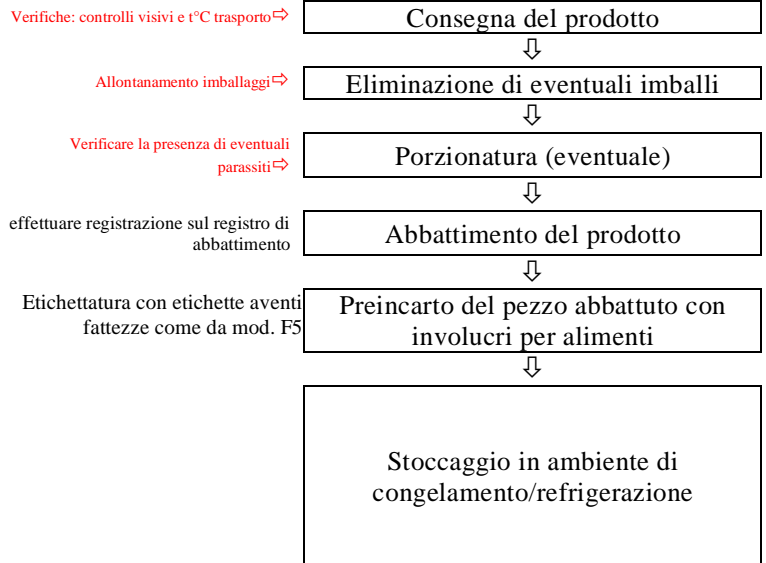 Verifiche: controlli visivi e t°C trasporto⇨
Consegna del prodotto
⇩
Allontanamento imballaggi⇨
Eliminazione di eventuali imballi
⇩
Verificare la presenza di eventuali
parassiti⇨
Porzionatura (eventuale)
⇩
effettuare registrazione sul registro di
abbattimento
Abbattimento del prodotto
⇩
Etichettatura con etichette aventi
fattezze come da mod. F5
Preincarto del pezzo abbattuto con
involucri per alimenti
⇩
Stoccaggio in ambiente di
congelamento/refrigerazione